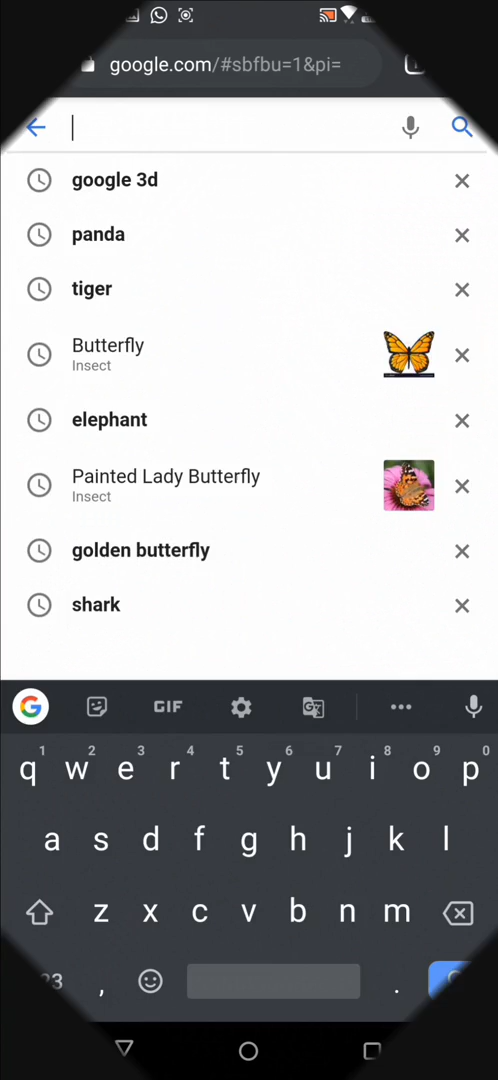 google.com/#sbfbu=1&pi=
google 3d
panda
tiger
Butterfly
Insect
elephant
Painted Lady Butterfly
Insect
golden butterfly
shark
G GIF G
1 2 3 4 5 6 7 8 9 0
q w e r t y u i o p
a s d f g h j k l
z x c v b n m
, .